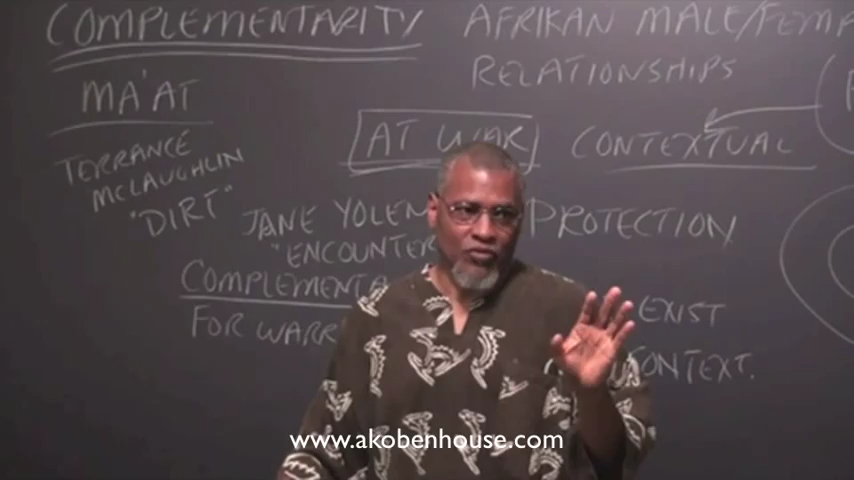 COMPLEMENTARITY AFRIKAN MALE/FEMA
RELATIONSHIPS
MA'AT
AT WAR CONTEXTUAL
TERRANCE
MCLAUGHLIN
"DIRT"
JANE YOLEN PROTECTION
"ENCOUNTER
COMPLEMENTA
EXIST
FOR WARR
CONTEXT.
www.akobenhouse.com